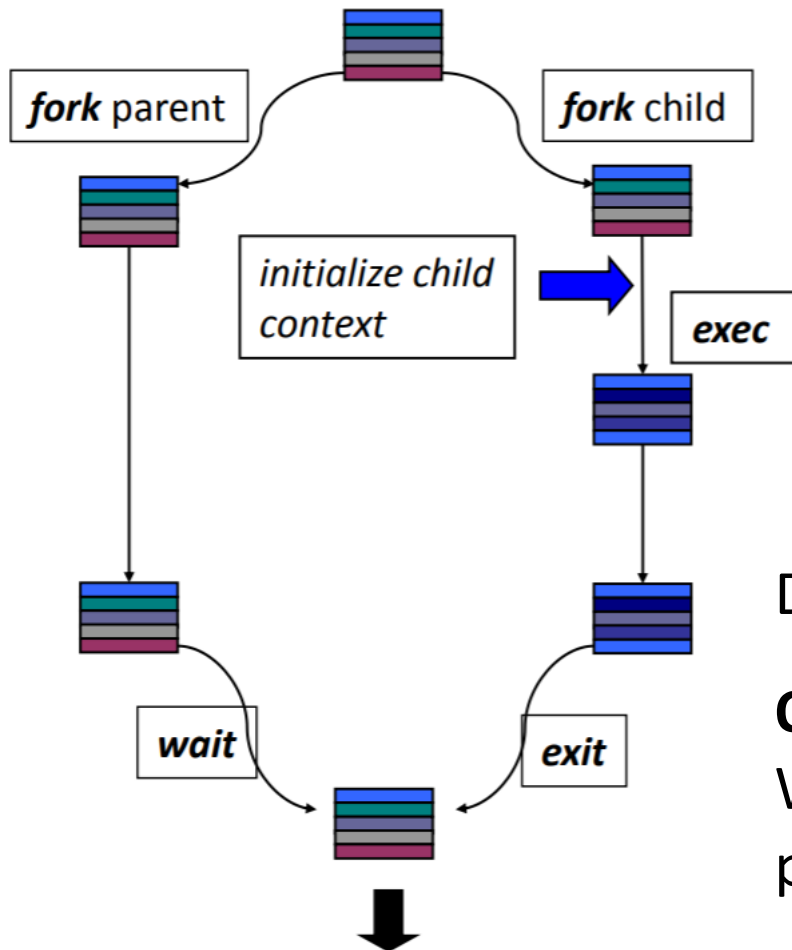 fork parent
fork child
initialize child
context
exec
wait
exit